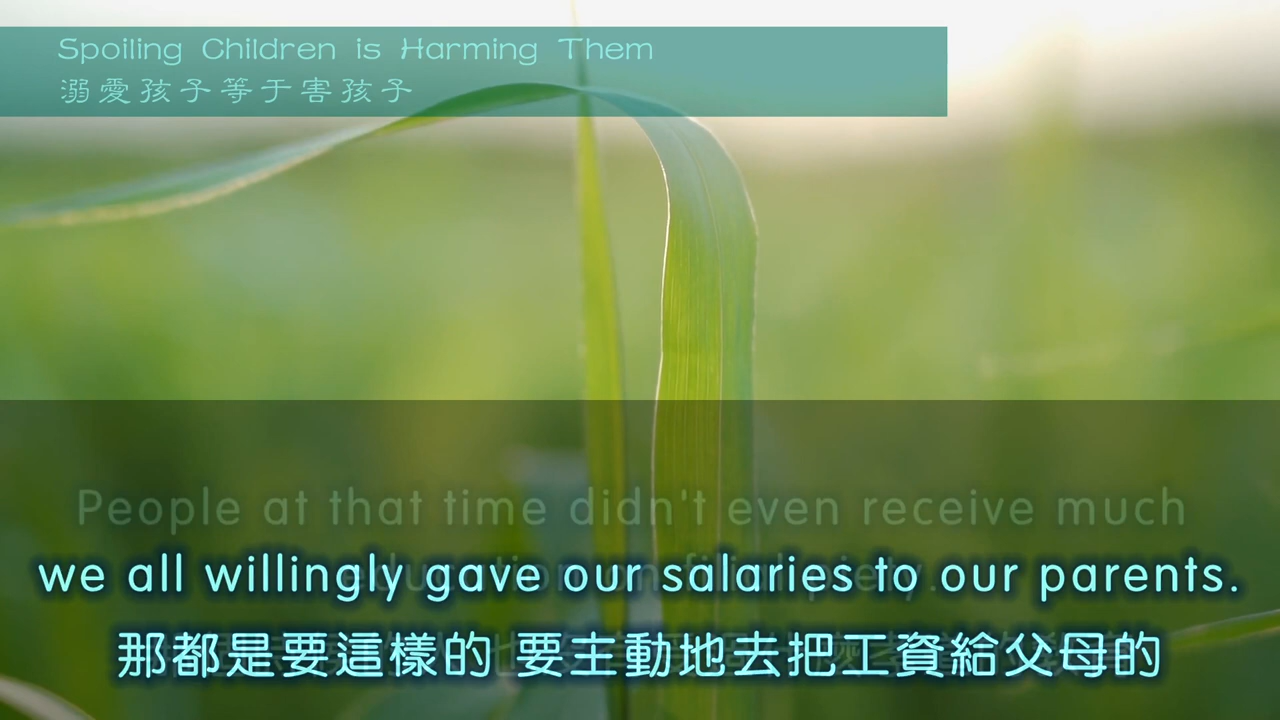 Spoiling Children is Harming Them
溺愛孩子等于害孩子
People at that time didn't even receive much
we all willingly gave our salaries to our parents.
那都是要這樣的 要主動地去把工資給父母的